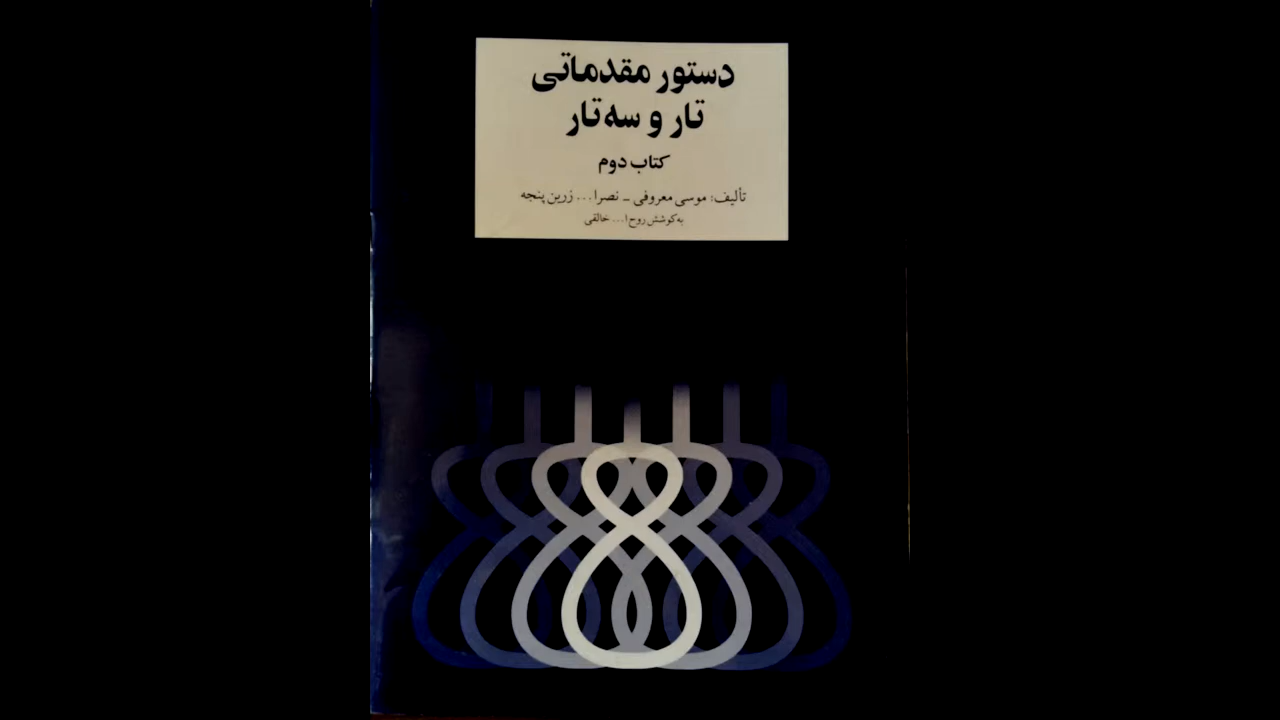 دستور مقدماتی
تار و سه‌تار
کتاب دوم
تألیف: موسی معروفی ـ نصرا... زرین پنجه
به‌کوشش روح ا... خالقی